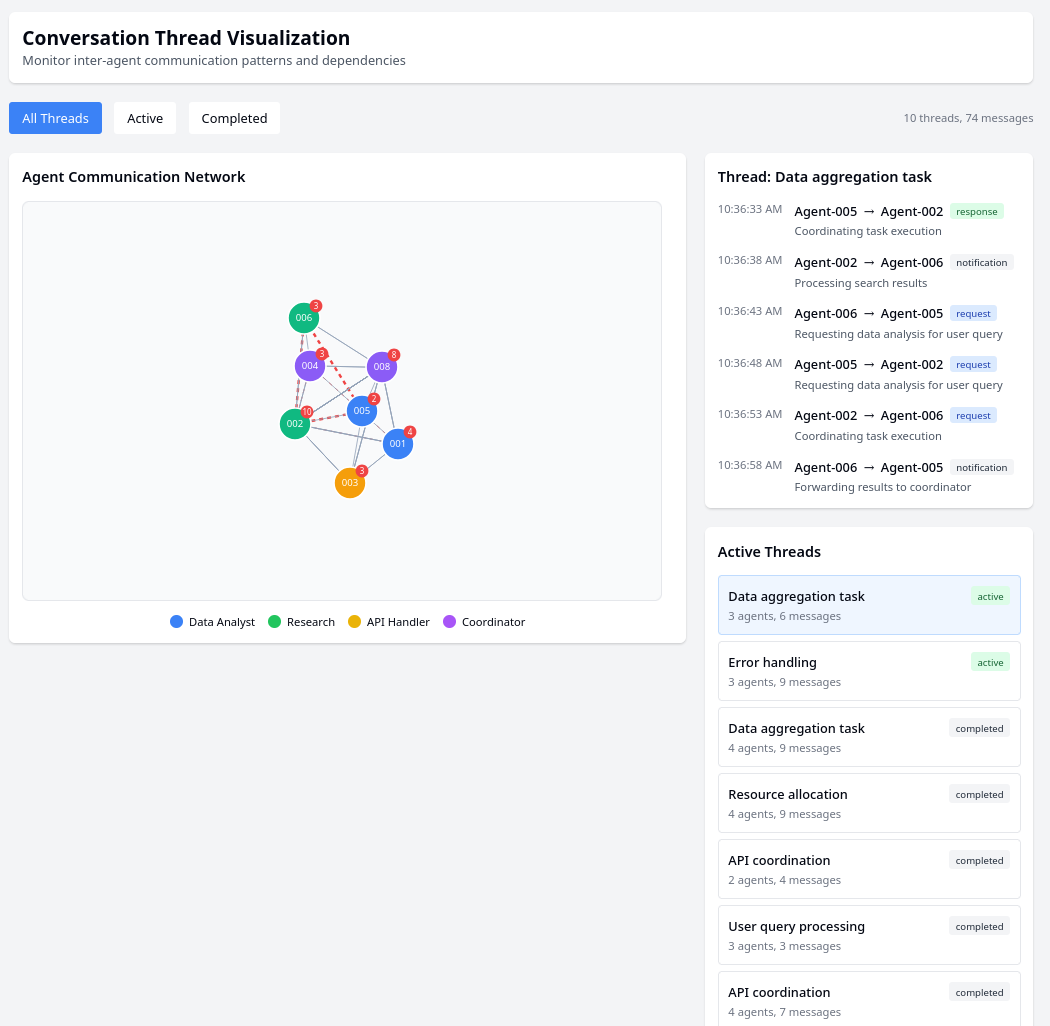 Conversation Thread Visualization
Monitor inter-agent communication patterns and dependencies
All Threads
Active
Completed
10 threads, 74 messages
Agent Communication Network
006
3
004
3
008
8
005
2
002
10
001
4
003
3
Data Analyst
Research
API Handler
Coordinator
Thread: Data aggregation task
10:36:33 AM Agent-005 → Agent-002 response
Coordinating task execution
10:36:38 AM Agent-002 → Agent-006 notification
Processing search results
10:36:43 AM Agent-006 → Agent-005 request
Requesting data analysis for user query
10:36:48 AM Agent-005 → Agent-002 request
Requesting data analysis for user query
10:36:53 AM Agent-002 → Agent-006 request
Coordinating task execution
10:36:58 AM Agent-006 → Agent-005 notification
Forwarding results to coordinator
Active Threads
Data aggregation task active
3 agents, 6 messages
Error handling active
3 agents, 9 messages
Data aggregation task completed
4 agents, 9 messages
Resource allocation completed
4 agents, 9 messages
API coordination completed
2 agents, 4 messages
User query processing completed
3 agents, 3 messages
API coordination completed
4 agents, 7 messages